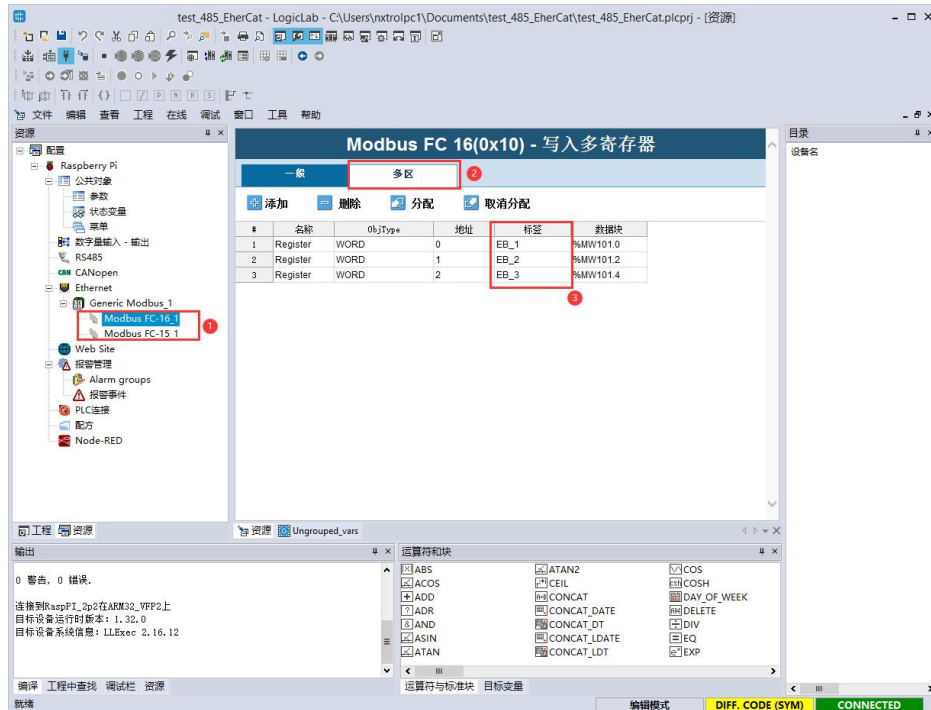 test_485_EherCat - LogicLab - C:\Users\nxtrolpc1\Documents\test_485_EherCat\test_485_EherCat.plcprj - [资源]
文件 编辑 查看 工程 在线 调试 窗口 工具 帮助
资源
配置
Raspberry Pi
公共对象
参数
状态变量
菜单
数字量输入 - 输出
RS485
CAN CANopen
Ethernet
Generic Modbus_1
Modbus FC-16_1
Modbus FC-15 1
1
Web Site
报警管理
Alarm groups
报警事件
PLC连接
配方
Node-RED
工程 资源
Modbus FC 16(0x10) - 写入多寄存器
一般 多区 2
添加 删除 分配 取消分配
# 名称 ObjType 地址 标签 数据块
1 Register WORD 0 EB_1 %MW101.0
2 Register WORD 1 EB_2 %MW101.2
3 Register WORD 2 EB_3 %MW101.4
3
资源 Ungrouped_vars
目录
设备名
输出
0 警告, 0 错误.
连接到RaspPI_2p2在ARM32_VFP2上
目标设备运行时版本: 1.32.0
目标设备系统信息: LLExec 2.16.12
编译 工程中查找 调试栏 资源
运算符和块
ABS ATAN2 COS
ACOS CEIL COSH
ADD CONCAT DAY_OF_WEEK
ADR CONCAT_DATE DELETE
AND CONCAT_DT DIV
ASIN CONCAT_LDATE EQ
ATAN CONCAT_LDT EXP
运算符与标准块 目标变量
就绪 编辑模式 DIFF. CODE (SYM) CONNECTED